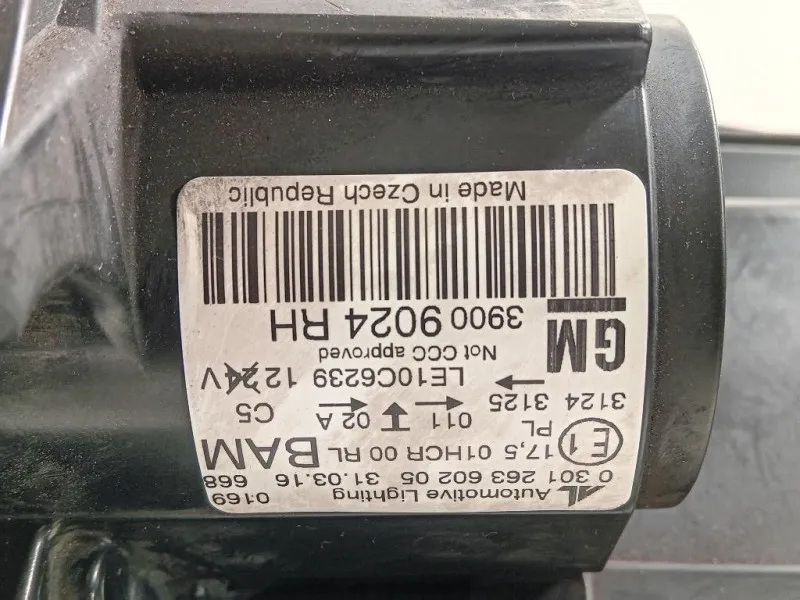 AL Automotive Lighting 0169
0 301 263 602 05 31.03.16 668
E1 17,5 01HCR 00 RL BAM
PL 011 02 A C5
3124 3125
LE10C6239 12 24 V
Not CCC approved
GM 3900 9024 RH
Made in Czech Republic